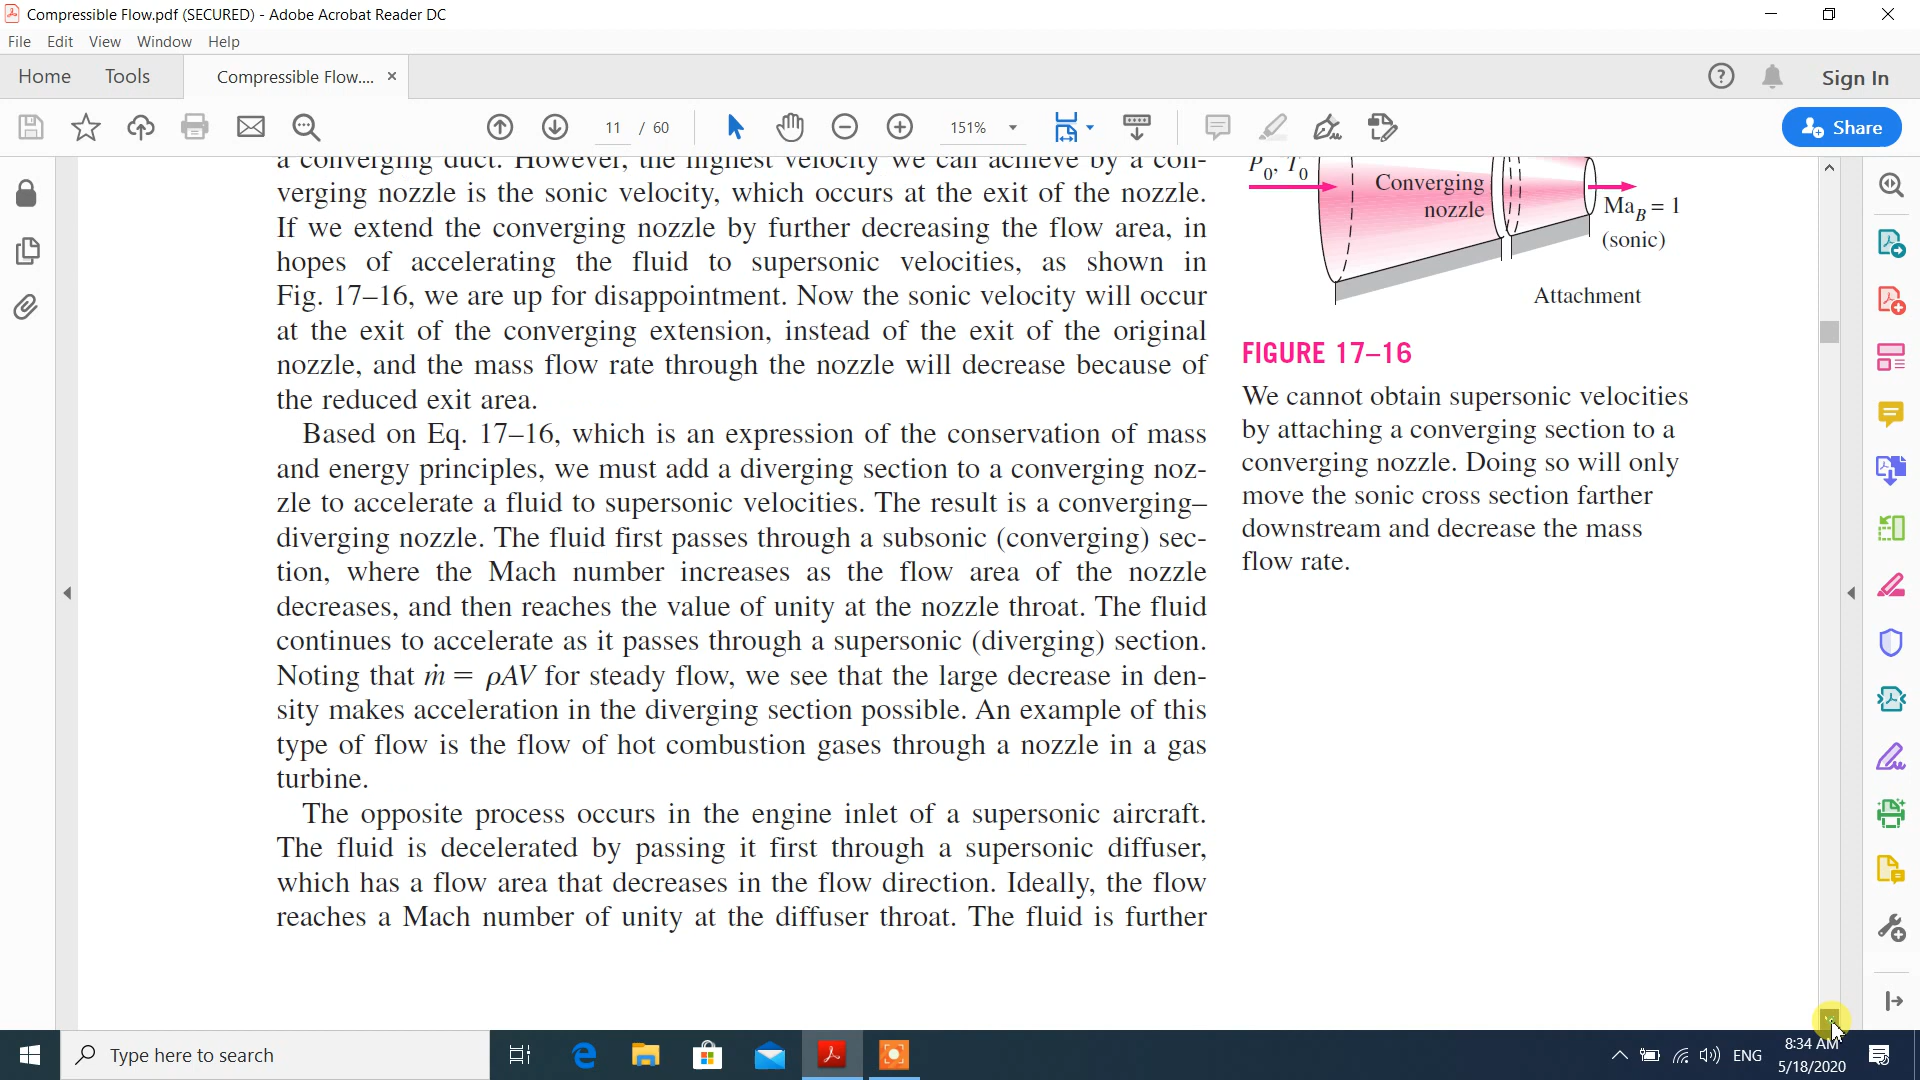 Compressible Flow.pdf (SECURED) - Adobe Acrobat Reader DC
File Edit View Window Help
Home Tools Compressible Flow.... × Sign In
11 / 60 151% Share
a converging duct. However, the highest velocity we can achieve by a con-
verging nozzle is the sonic velocity, which occurs at the exit of the nozzle.
If we extend the converging nozzle by further decreasing the flow area, in
hopes of accelerating the fluid to supersonic velocities, as shown in
Fig. 17–16, we are up for disappointment. Now the sonic velocity will occur
at the exit of the converging extension, instead of the exit of the original
nozzle, and the mass flow rate through the nozzle will decrease because of
the reduced exit area.
Based on Eq. 17–16, which is an expression of the conservation of mass
and energy principles, we must add a diverging section to a converging noz-
zle to accelerate a fluid to supersonic velocities. The result is a converging–
diverging nozzle. The fluid first passes through a subsonic (converging) sec-
tion, where the Mach number increases as the flow area of the nozzle
decreases, and then reaches the value of unity at the nozzle throat. The fluid
continues to accelerate as it passes through a supersonic (diverging) section.
Noting that ṁ = ρAV for steady flow, we see that the large decrease in den-
sity makes acceleration in the diverging section possible. An example of this
type of flow is the flow of hot combustion gases through a nozzle in a gas
turbine.
The opposite process occurs in the engine inlet of a supersonic aircraft.
The fluid is decelerated by passing it first through a supersonic diffuser,
which has a flow area that decreases in the flow direction. Ideally, the flow
reaches a Mach number of unity at the diffuser throat. The fluid is further
P₀, T₀
Converging
nozzle
Ma_B = 1
(sonic)
Attachment
FIGURE 17–16
We cannot obtain supersonic velocities
by attaching a converging section to a
converging nozzle. Doing so will only
move the sonic cross section farther
downstream and decrease the mass
flow rate.
Type here to search
ENG
8:34 AM
5/18/2020